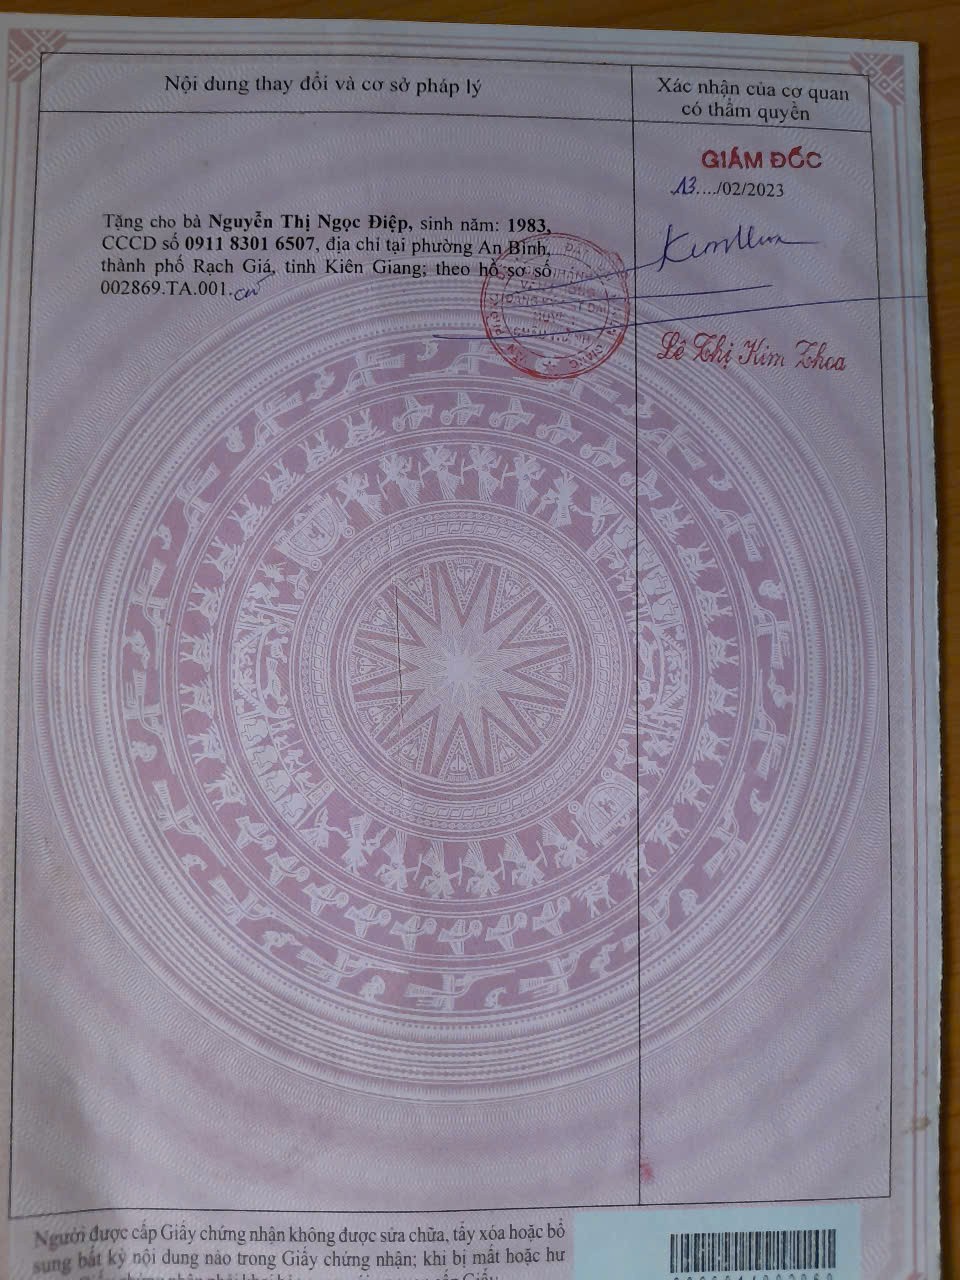 Nội dung thay đổi và cơ sở pháp lý
Xác nhận của cơ quan
có thẩm quyền
GIÁM ĐỐC
13..../02/2023
Tặng cho bà Nguyễn Thị Ngọc Điệp, sinh năm: 1983,
CCCD số 0911 8301 6507, địa chỉ tại phường An Bình,
thành phố Rạch Giá, tỉnh Kiên Giang; theo hồ sơ số
002869.TA.001.
Lê Thị Kim Thoa
Người được cấp Giấy chứng nhận không được sửa chữa, tẩy xóa hoặc bổ
sung bất kỳ nội dung nào trong Giấy chứng nhận; khi bị mất hoặc hư